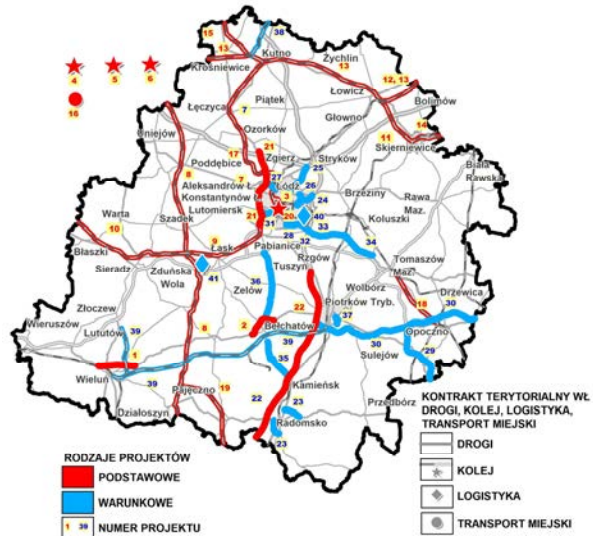 15
38
13
Kutno
Krośniewice
Żychlin
13
4
5
6
12, 13
Łowicz
16
7
Piątek
Bolimów
Łęczyca
Głowno
14
Ozorków
11
Uniejów
Skierniewice
17
21
Zgierz
Stryków
Poddębice
25
Biała
Rawska
8
7
27
Aleksandrów Ł.
Łódź
26
3
Brzeziny
Konstantynów Ł.
24
Rawa
Maz.
Lutomiersk
21
20
40
Warta
Szadek
31
33
Koluszki
10
28
32
34
9
Łask
Pabianice
Błaszki
Rzgów
Tomaszów
Maz.
Sieradz
Zduńska
Wola
41
Tuszyn
Wolbórz
36
Zelów
22
Piotrków Tryb.
Drzewica
Złoczew
18
30
Wieruszów
37
Lututów
39
8
2
Bełchatów
Opoczno
39
30
Sulejów
1
29
35
Wieluń
39
Pajęczno
19
Kamieńsk
22
23
Przedbórz
Działoszyn
Radomsko
23
KONTRAKT TERYTORIALNY WŁ
DROGI, KOLEJ, LOGISTYKA,
TRANSPORT MIEJSKI
DROGI
KOLEJ
LOGISTYKA
TRANSPORT MIEJSKI
RODZAJE PROJEKTÓW
PODSTAWOWE
WARUNKOWE
1 39 NUMER PROJEKTU